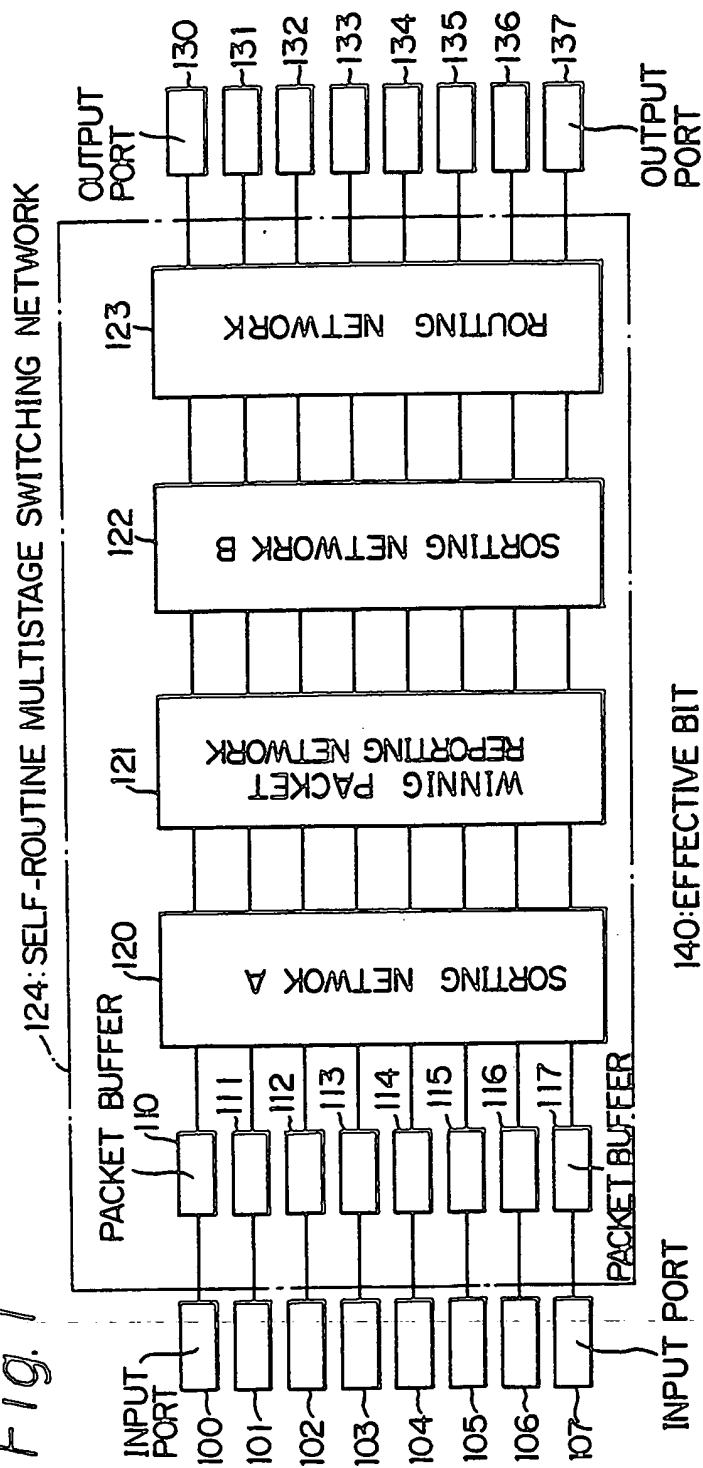 Fig. 1
124: SELF-ROUTINE MULTISTAGE SWITCHING NETWORK
INPUT
PORT
100
101
102
103
104
105
106
107
INPUT PORT
PACKET BUFFER
110
111
112
113
114
115
116
117
PACKET BUFFER
120
SORTING NETWOK A
121
WINNIG PACKET
REPORTING NETWORK
122
SORTING NETWORK B
123
ROUTING NETWORK
OUTPUT
PORT
130
131
132
133
134
135
136
137
OUTPUT
PORT
140: EFFECTIVE BIT